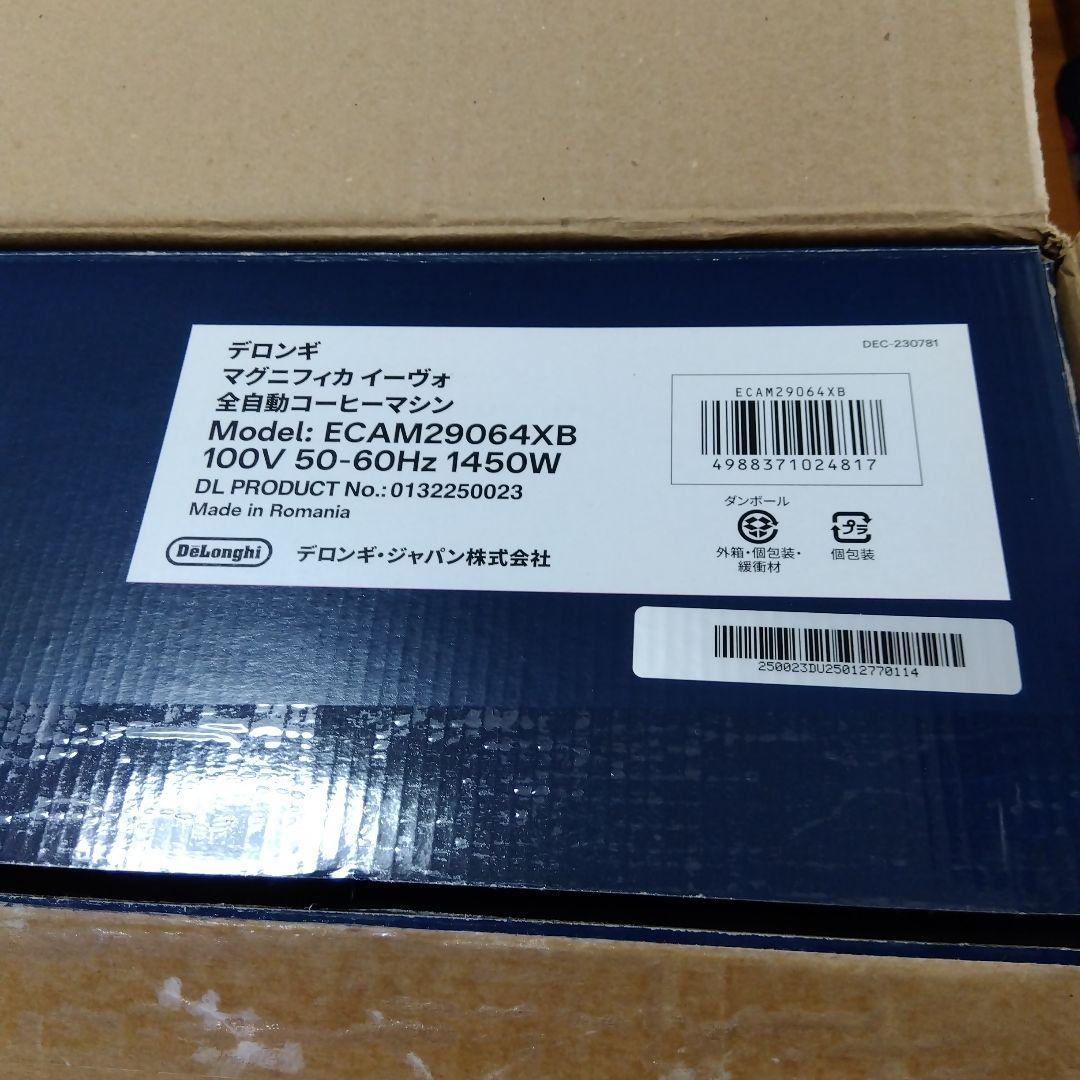 デロンギ
マグニフィカ イーヴォ
全自動コーヒーマシン
Model: ECAM29064XB
100V 50-60Hz 1450W
DL PRODUCT No.: 0132250023
Made in Romania
DeLonghi
デロンギ・ジャパン株式会社
DEC-230781
ECAM29064XB
4988371024817
ダンボール
外箱・個包装・
緩衝材
プラ
個包装
250023DU25012770114